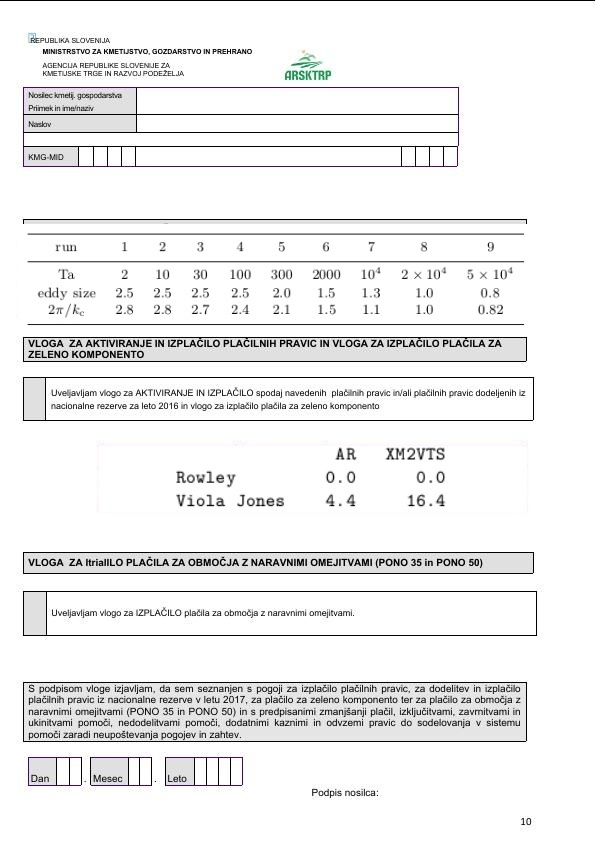 REPUBLIKA SLOVENIJA
MINISTRSTVO ZA KMETIJSTVO, GOZDARSTVO IN PREHRANO
AGENCIJA REPUBLIKE SLOVENIJE ZA
KMETIJSKE TRGE IN RAZVOJ PODEŽELJA
ARSKTRP
Nosilec kmetij. gospodarstva
Priimek in ime/naziv
Naslov
KMG-MID
run 1 2 3 4 5 6 7 8 9
Ta 2 10 30 100 300 2000 10⁴ 2 × 10⁴ 5 × 10⁴
eddy size 2.5 2.5 2.5 2.5 2.0 1.5 1.3 1.0 0.8
2π/k_c 2.8 2.8 2.7 2.4 2.1 1.5 1.1 1.0 0.82
VLOGA ZA AKTIVIRANJE IN IZPLAČILO PLAČILNIH PRAVIC IN VLOGA ZA IZPLAČILO PLAČILA ZA
ZELENO KOMPONENTO
Uveljavljam vlogo za AKTIVIRANJE IN IZPLAČILO spodaj navedenih plačilnih pravic in/ali plačilnih pravic dodeljenih iz
nacionalne rezerve za leto 2016 in vlogo za izplačilo plačila za zeleno komponento
AR XM2VTS
Rowley 0.0 0.0
Viola Jones 4.4 16.4
VLOGA ZA ItrialILO PLAČILA ZA OBMOČJA Z NARAVNIMI OMEJITVAMI (PONO 35 in PONO 50)
Uveljavljam vlogo za IZPLAČILO plačila za območja z naravnimi omejitvami.
S podpisom vloge izjavljam, da sem seznanjen s pogoji za izplačilo plačilnih pravic, za dodelitev in izplačilo
plačilnih pravic iz nacionalne rezerve v letu 2017, za plačilo za zeleno komponento ter za plačilo za območja z
naravnimi omejitvami (PONO 35 in PONO 50) in s predpisanimi zmanjšanji plačil, izključitvami, zavrnitvami in
ukinitvami pomoči, nedodelitvami pomoči, dodatnimi kaznimi in odvzemi pravic do sodelovanja v sistemu
pomoči zaradi neupoštevanja pogojev in zahtev.
Dan . Mesec . Leto
Podpis nosilca:
10